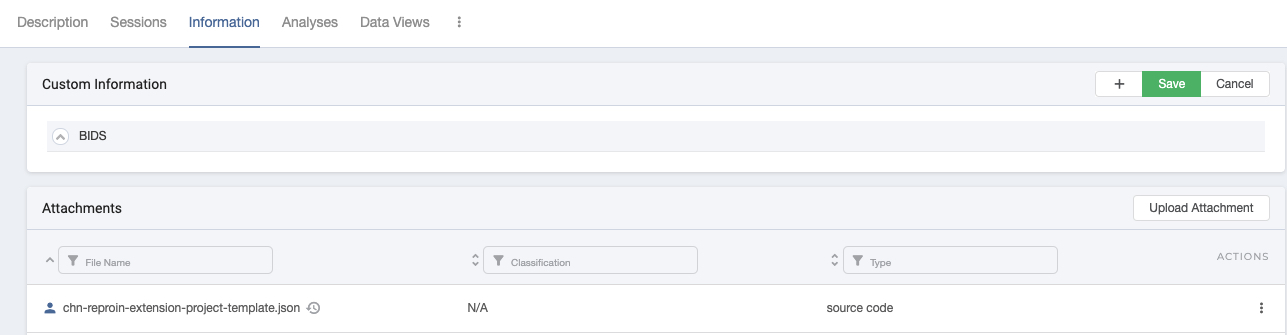 Description Sessions Information Analyses Data Views
Custom Information + Save Cancel
BIDS
Attachments Upload Attachment
File Name Classification Type ACTIONS
chn-reproin-extension-project-template.json N/A source code